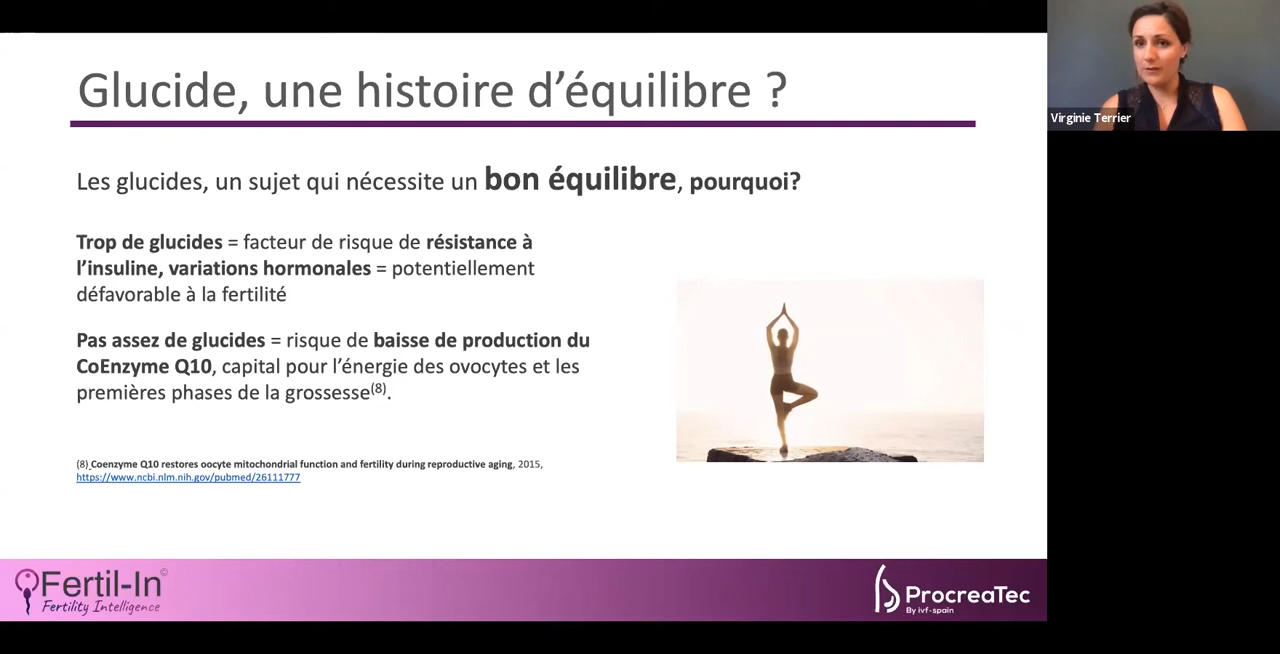 Glucide, une histoire d’équilibre ?
Virginie Terrier
Les glucides, un sujet qui nécessite un bon équilibre, pourquoi?
Trop de glucides = facteur de risque de résistance à
l’insuline, variations hormonales = potentiellement
défavorable à la fertilité
Pas assez de glucides = risque de baisse de production du
CoEnzyme Q10, capital pour l’énergie des ovocytes et les
premières phases de la grossesse(8).
(8) Coenzyme Q10 restores oocyte mitochondrial function and fertility during reproductive aging, 2015,
https://www.ncbi.nlm.nih.gov/pubmed/26111777
Fertil-In©
Fertility Intelligence
ProcreaTec
By ivf-spain